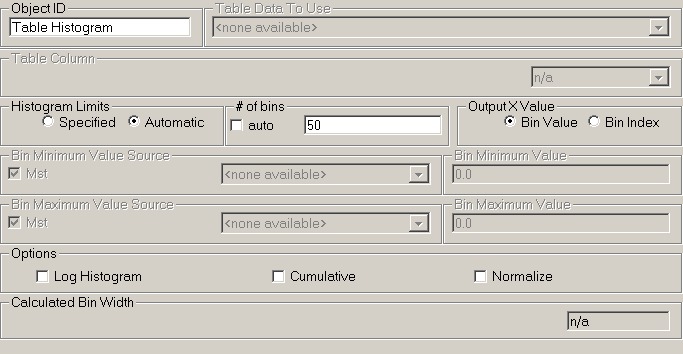 Object ID
Table Data To Use
Table Histogram
<none available>
Table Column
n/a
Histogram Limits
# of bins
Output X Value
Specified
Automatic
auto
50
Bin Value
Bin Index
Bin Minimum Value Source
Bin Minimum Value
Mst
<none available>
0.0
Bin Maximum Value Source
Bin Maximum Value
Mst
<none available>
0.0
Options
Log Histogram
Cumulative
Normalize
Calculated Bin Width
n/a